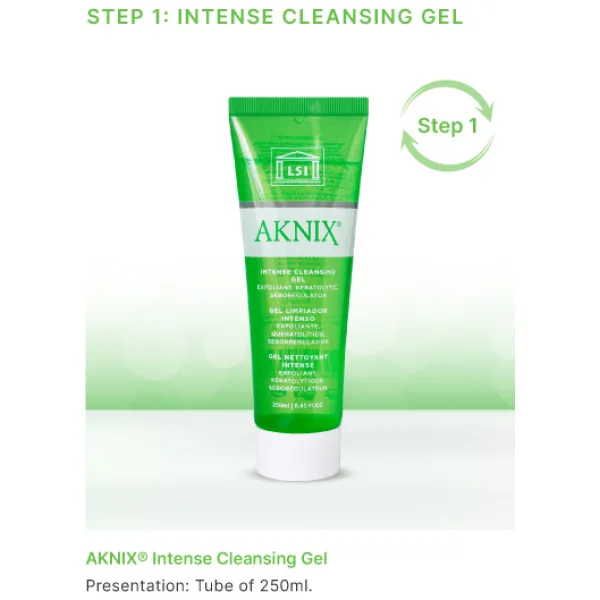 STEP 1: INTENSE CLEANSING GEL
Step 1
LSI
AKNIX®
INTENSE CLEANSING
GEL
EXFOLIANT, KERATOLYTIC,
SEBOREGULATOR
GEL LIMPIADOR
INTENSO
EXFOLIANTE,
QUERATOLÍTICO,
SEBORREGULADOR
GEL NETTOYANT
INTENSE
EXFOLIANT,
KÉRATOLYTIQUE,
SÉBORÉGULATEUR
250ml | 8.45 fl.oz
AKNIX® Intense Cleansing Gel
Presentation: Tube of 250ml.